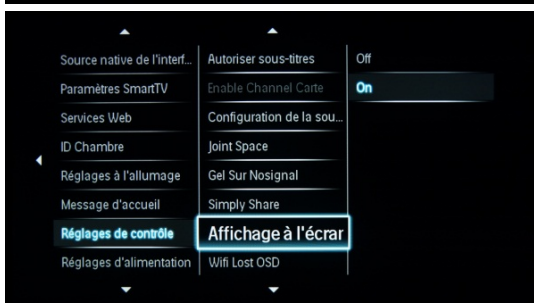 Source native de l'interf...
Paramètres SmartTV
Services Web
ID Chambre
Réglages à l'allumage
Message d'accueil
Réglages de contrôle
Réglages d'alimentation
Autoriser sous-titres
Enable Channel Carte
Configuration de la sou...
Joint Space
Gel Sur Nosignal
Simply Share
Affichage à l'écrar
Wifi Lost OSD
Off
On